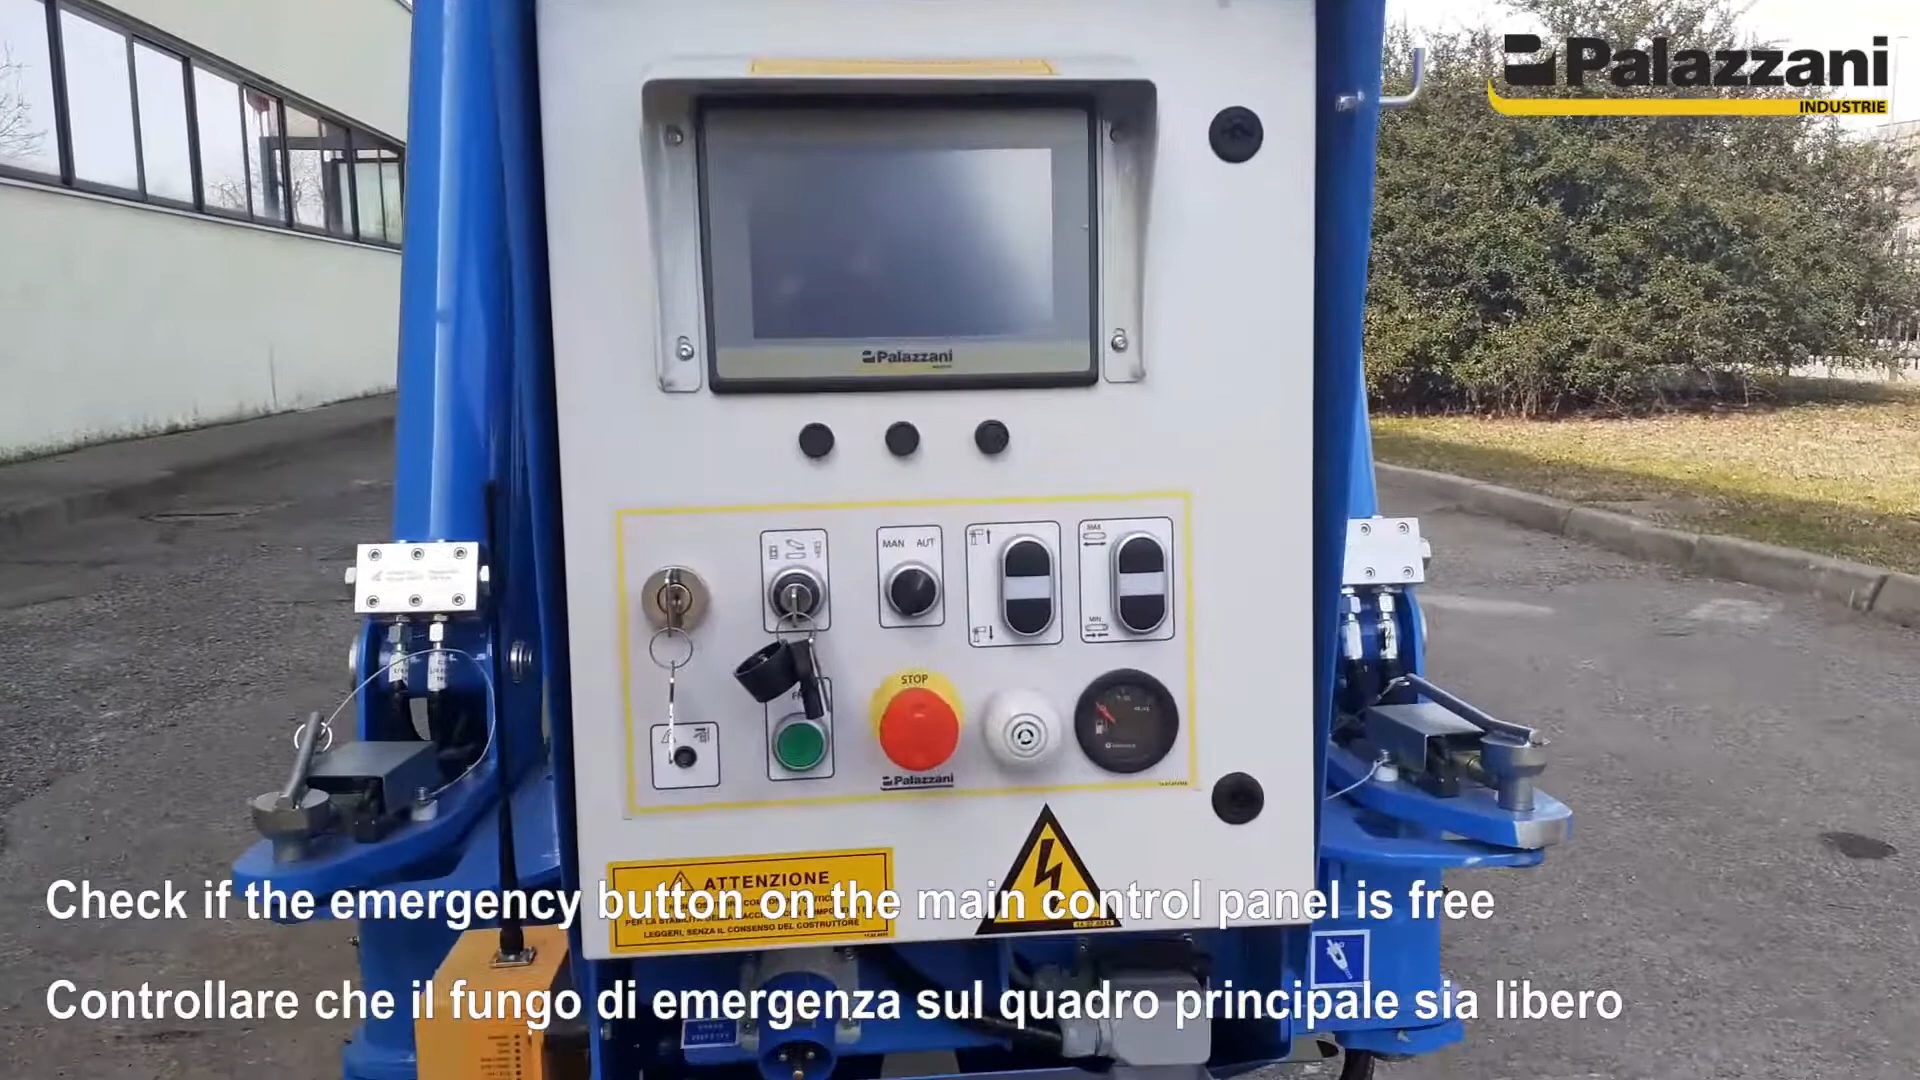 Palazzani
INDUSTRIE
Palazzani
MAN AUT
MAX
MIN
STOP
Palazzani
ATTENZIONE
LEGGERI, SENZA IL CONSENSO DEL COSTRUTTORE
Check if the emergency button on the main control panel is free
Controllare che il fungo di emergenza sul quadro principale sia libero